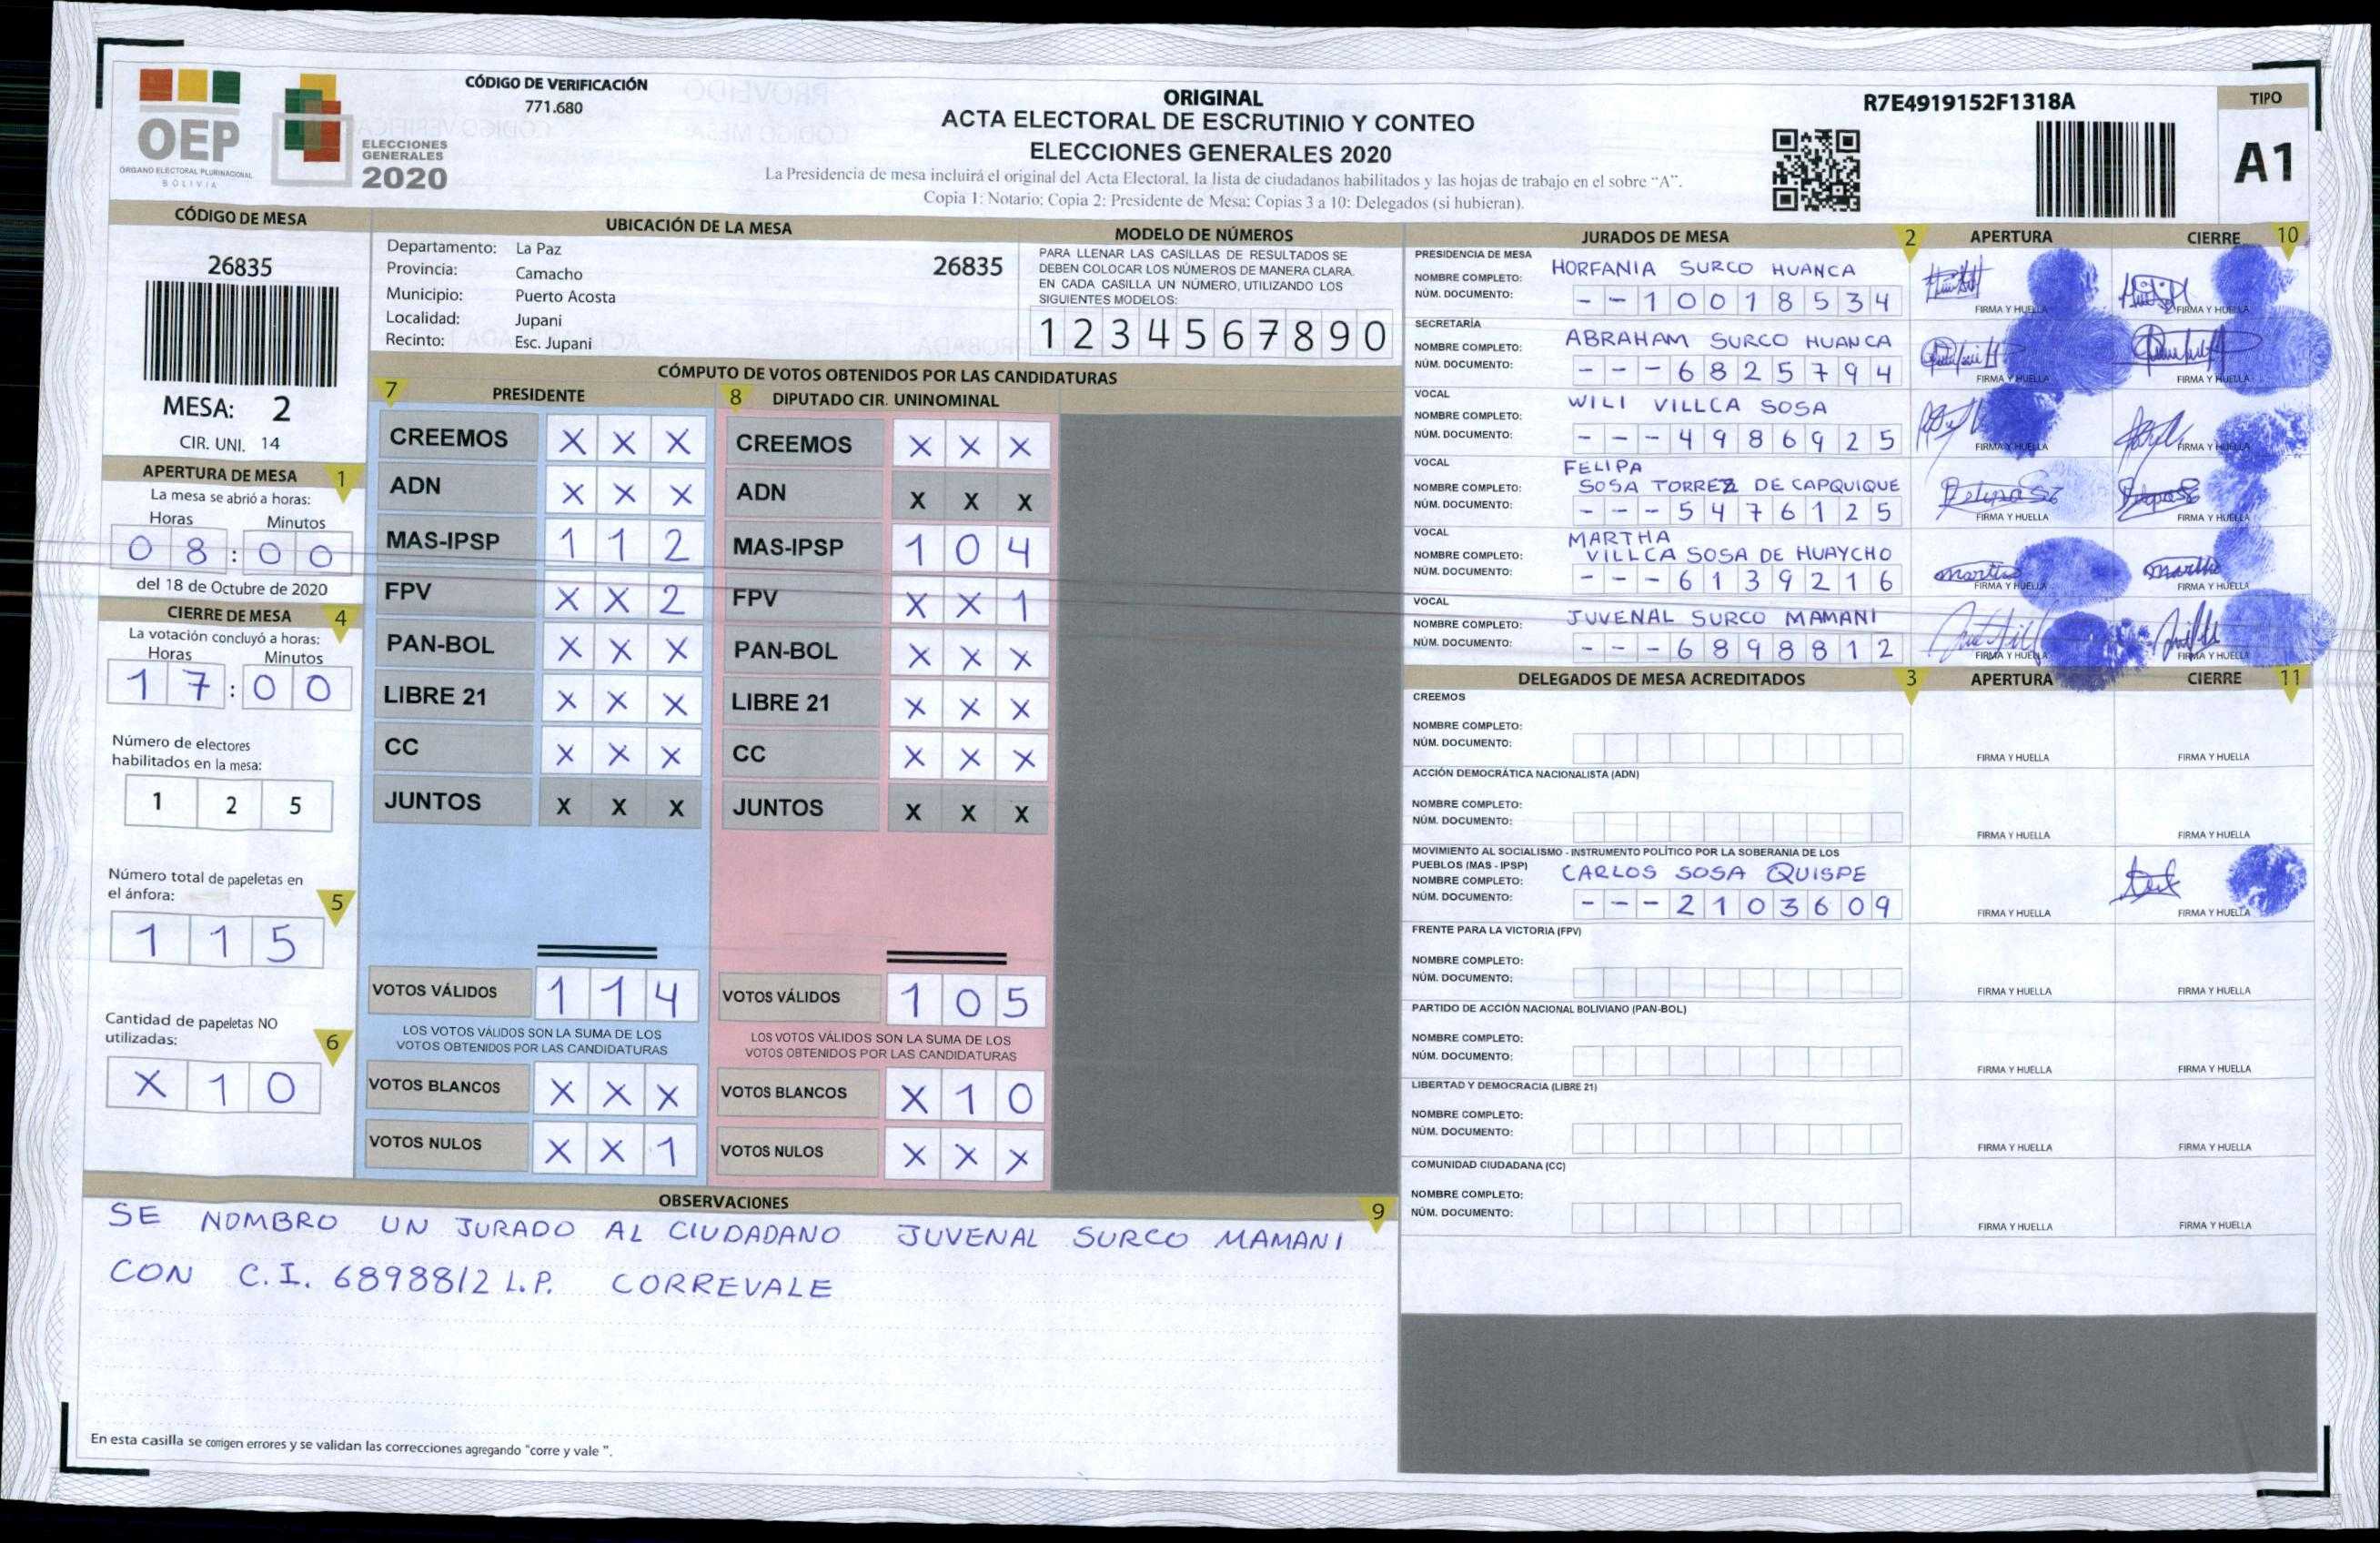 OEP
ORGANO ELECTORAL PLURINACIONAL
BOLIVIA
ELECCIONES
GENERALES
2020
CÓDIGO DE VERIFICACIÓN
771.680
ORIGINAL
ACTA ELECTORAL DE ESCRUTINIO Y CONTEO
ELECCIONES GENERALES 2020
La Presidencia de mesa incluirá el original del Acta Electoral, la lista de ciudadanos habilitados y las hojas de trabajo en el sobre "A".
Copia 1: Notario; Copia 2: Presidente de Mesa; Copias 3 a 10: Delegados (si hubieran).
R7E4919152F1318A
TIPO
A1
CÓDIGO DE MESA
26835
MESA: 2
CIR. UNI. 14
APERTURA DE MESA 1
La mesa se abrió a horas:
Horas Minutos
0 8 : 0 0
del 18 de Octubre de 2020
CIERRE DE MESA 4
La votación concluyó a horas:
Horas Minutos
1 7 : 0 0
Número de electores
habilitados en la mesa:
1 2 5
Número total de papeletas en
el ánfora:
5
1 1 5
Cantidad de papeletas NO
utilizadas:
6
X 1 0
UBICACIÓN DE LA MESA
Departamento: La Paz
26835
Provincia: Camacho
Municipio: Puerto Acosta
Localidad: Jupani
Recinto: Esc. Jupani
MODELO DE NÚMEROS
PARA LLENAR LAS CASILLAS DE RESULTADOS SE
DEBEN COLOCAR LOS NÚMEROS DE MANERA CLARA.
EN CADA CASILLA UN NÚMERO, UTILIZANDO LOS
SIGUIENTES MODELOS:
1 2 3 4 5 6 7 8 9 0
CÓMPUTO DE VOTOS OBTENIDOS POR LAS CANDIDATURAS
7 PRESIDENTE
CREEMOS X X X
ADN X X X
MAS-IPSP 1 1 2
FPV X X 2
PAN-BOL X X X
LIBRE 21 X X X
CC X X X
JUNTOS X X X
VOTOS VÁLIDOS 1 1 4
LOS VOTOS VÁLIDOS SON LA SUMA DE LOS
VOTOS OBTENIDOS POR LAS CANDIDATURAS
VOTOS BLANCOS X X X
VOTOS NULOS X X 1
8 DIPUTADO CIR. UNINOMINAL
CREEMOS X X X
ADN X X X
MAS-IPSP 1 0 4
FPV X X 1
PAN-BOL X X X
LIBRE 21 X X X
CC X X X
JUNTOS X X X
VOTOS VÁLIDOS 1 0 5
LOS VOTOS VÁLIDOS SON LA SUMA DE LOS
VOTOS OBTENIDOS POR LAS CANDIDATURAS
VOTOS BLANCOS X 1 0
VOTOS NULOS X X X
OBSERVACIONES 9
SE NOMBRO UN JURADO AL CIUDADANO JUVENAL SURCO MAMANI
CON C.I. 6898812 L.P. CORREVALE
En esta casilla se corrigen errores y se validan las correcciones agregando "corre y vale ".
JURADOS DE MESA 2 APERTURA CIERRE 10
PRESIDENCIA DE MESA
NOMBRE COMPLETO: HORFANIA SURCO HUANCA
NÚM. DOCUMENTO: - - 1 0 0 1 8 5 3 4
FIRMA Y HUELLA FIRMA Y HUELLA
SECRETARÍA
NOMBRE COMPLETO: ABRAHAM SURCO HUANCA
NÚM. DOCUMENTO: - - - 6 8 2 5 7 9 4
FIRMA Y HUELLA FIRMA Y HUELLA
VOCAL
NOMBRE COMPLETO: WILI VILLCA SOSA
NÚM. DOCUMENTO: - - - 4 9 8 6 9 2 5
FIRMA Y HUELLA FIRMA Y HUELLA
VOCAL
FELIPA
NOMBRE COMPLETO: SOSA TORREZ DE CAPQUIQUE
NÚM. DOCUMENTO: - - - 5 4 7 6 1 2 5
FIRMA Y HUELLA FIRMA Y HUELLA
VOCAL
MARTHA
NOMBRE COMPLETO: VILLCA SOSA DE HUAYCHO
NÚM. DOCUMENTO: - - - 6 1 3 9 2 1 6
FIRMA Y HUELLA FIRMA Y HUELLA
VOCAL
NOMBRE COMPLETO: JUVENAL SURCO MAMANI
NÚM. DOCUMENTO: - - - 6 8 9 8 8 1 2
FIRMA Y HUELLA FIRMA Y HUELLA
DELEGADOS DE MESA ACREDITADOS 3 APERTURA CIERRE 11
CREEMOS
NOMBRE COMPLETO:
NÚM. DOCUMENTO:
FIRMA Y HUELLA FIRMA Y HUELLA
ACCIÓN DEMOCRÁTICA NACIONALISTA (ADN)
NOMBRE COMPLETO:
NÚM. DOCUMENTO:
FIRMA Y HUELLA FIRMA Y HUELLA
MOVIMIENTO AL SOCIALISMO - INSTRUMENTO POLÍTICO POR LA SOBERANIA DE LOS
PUEBLOS (MAS - IPSP)
NOMBRE COMPLETO: CARLOS SOSA QUISPE
NÚM. DOCUMENTO: - - - 2 1 0 3 6 0 9
FIRMA Y HUELLA FIRMA Y HUELLA
FRENTE PARA LA VICTORIA (FPV)
NOMBRE COMPLETO:
NÚM. DOCUMENTO:
FIRMA Y HUELLA FIRMA Y HUELLA
PARTIDO DE ACCIÓN NACIONAL BOLIVIANO (PAN-BOL)
NOMBRE COMPLETO:
NÚM. DOCUMENTO:
FIRMA Y HUELLA FIRMA Y HUELLA
LIBERTAD Y DEMOCRACIA (LIBRE 21)
NOMBRE COMPLETO:
NÚM. DOCUMENTO:
FIRMA Y HUELLA FIRMA Y HUELLA
COMUNIDAD CIUDADANA (CC)
NOMBRE COMPLETO:
NÚM. DOCUMENTO:
FIRMA Y HUELLA FIRMA Y HUELLA